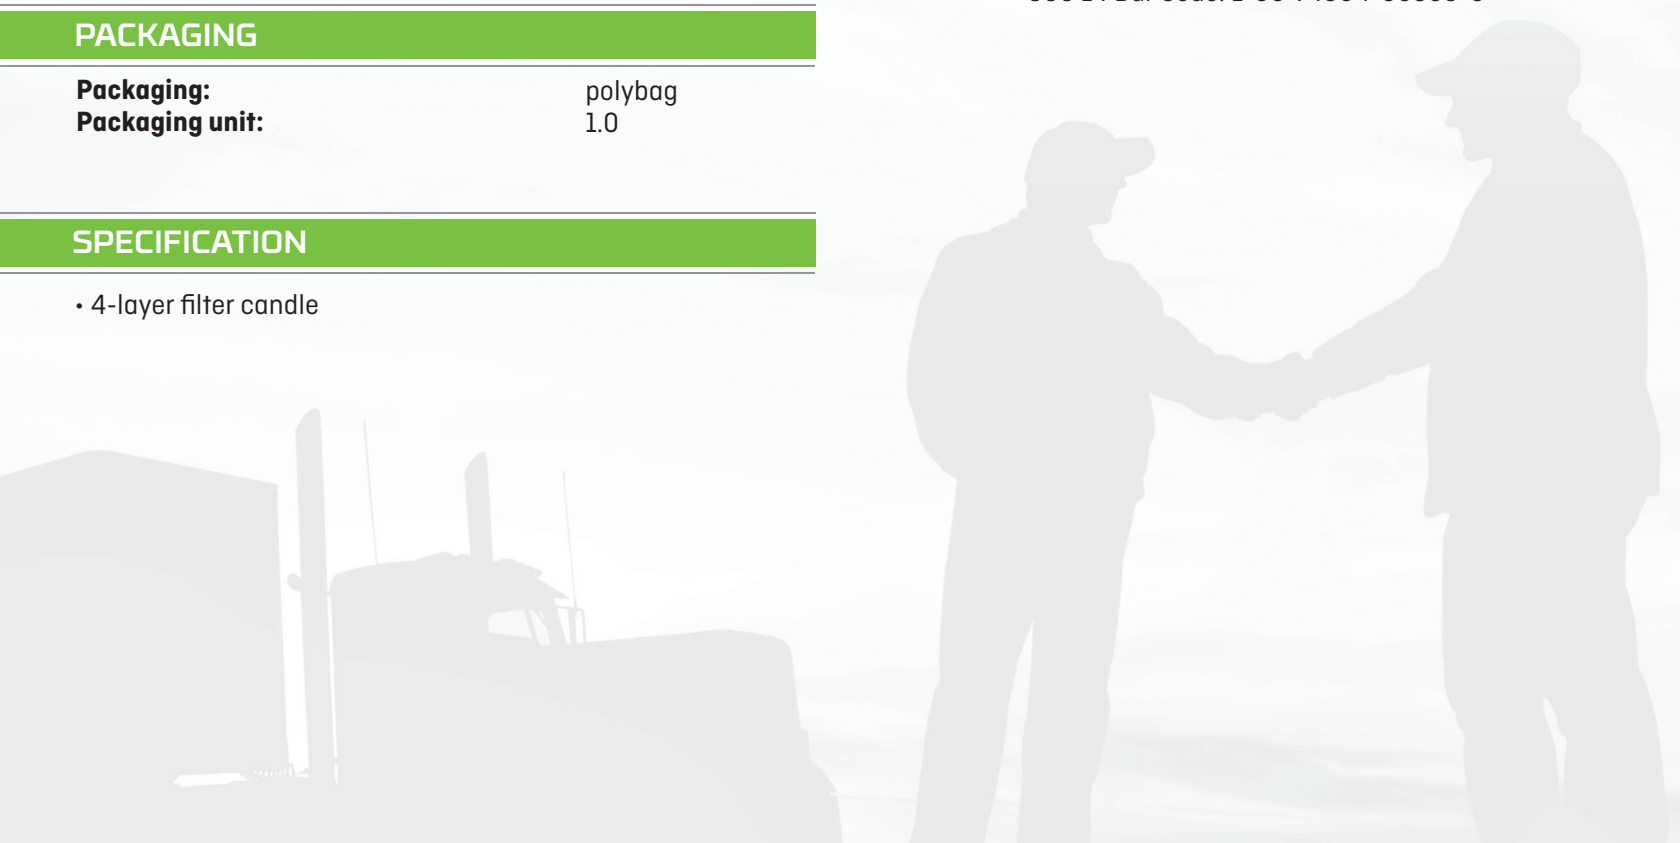 PACKAGING
Packaging: polybag
Packaging unit: 1.0
SPECIFICATION
• 4-layer filter candle